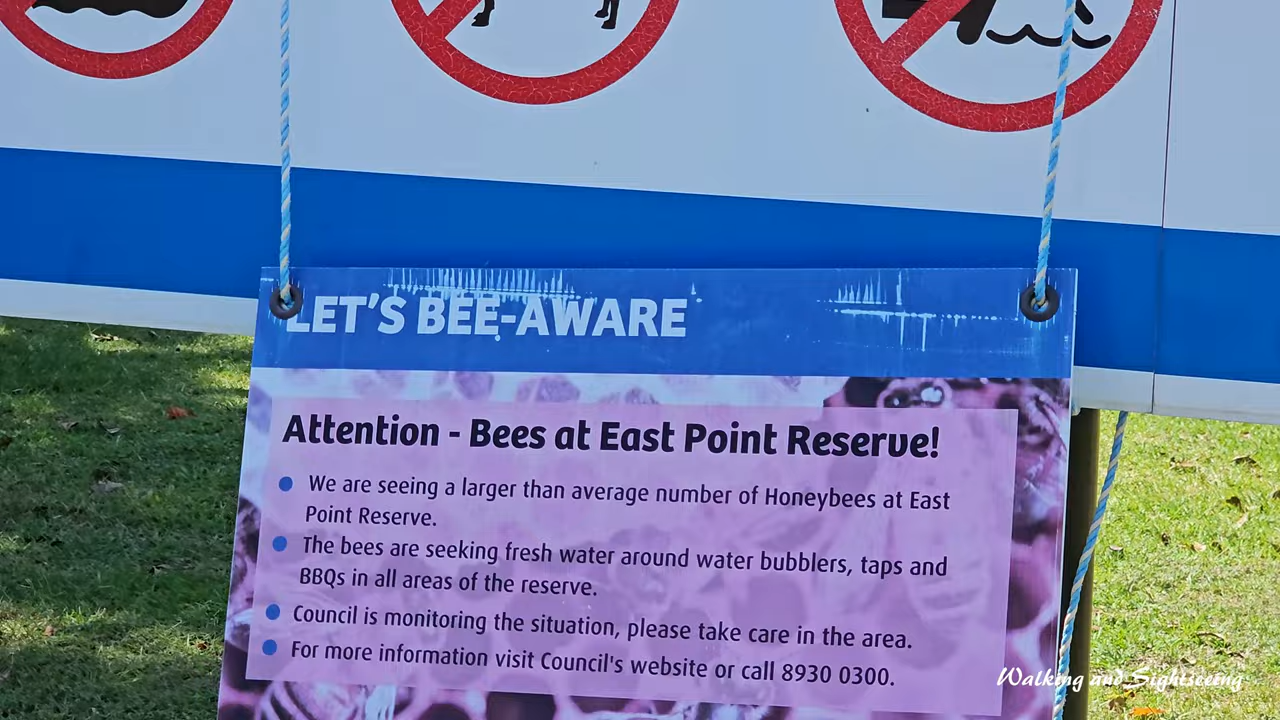 LET'S BEE-AWARE
Attention - Bees at East Point Reserve!
We are seeing a larger than average number of Honeybees at East
Point Reserve.
The bees are seeking fresh water around water bubblers, taps and
BBQs in all areas of the reserve.
Council is monitoring the situation, please take care in the area.
For more information visit Council's website or call 8930 0300.
Walking and Sightseeing